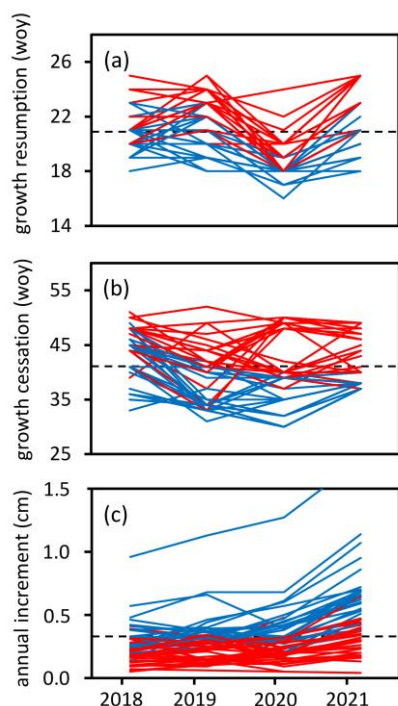 growth resumption (woy)
26
22
18
14
(a)
growth cessation (woy)
55
45
35
25
(b)
annual increment (cm)
1.5
1.0
0.5
0.0
(c)
2018 2019 2020 2021